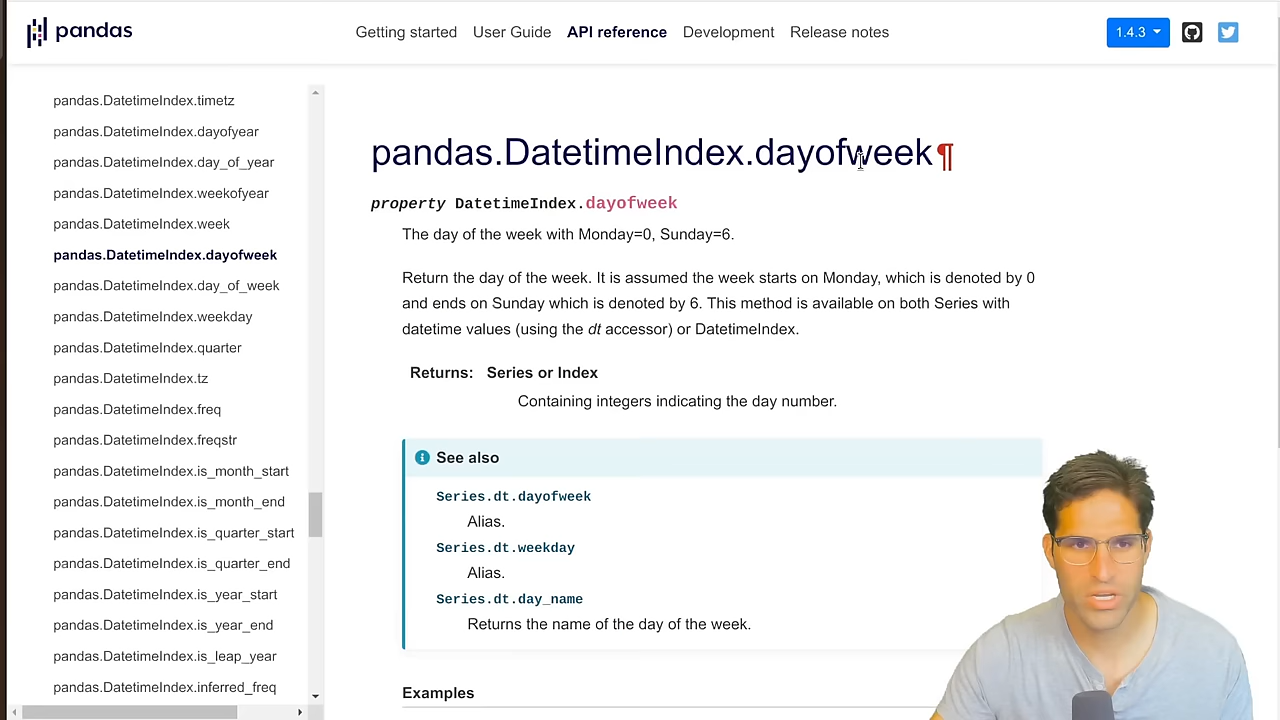 pandas
Getting started User Guide API reference Development Release notes
1.4.3
pandas.DatetimeIndex.timetz
pandas.DatetimeIndex.dayofyear
pandas.DatetimeIndex.day_of_year
pandas.DatetimeIndex.weekofyear
pandas.DatetimeIndex.week
pandas.DatetimeIndex.dayofweek
pandas.DatetimeIndex.day_of_week
pandas.DatetimeIndex.weekday
pandas.DatetimeIndex.quarter
pandas.DatetimeIndex.tz
pandas.DatetimeIndex.freq
pandas.DatetimeIndex.freqstr
pandas.DatetimeIndex.is_month_start
pandas.DatetimeIndex.is_month_end
pandas.DatetimeIndex.is_quarter_start
pandas.DatetimeIndex.is_quarter_end
pandas.DatetimeIndex.is_year_start
pandas.DatetimeIndex.is_year_end
pandas.DatetimeIndex.is_leap_year
pandas.DatetimeIndex.inferred_freq
pandas.DatetimeIndex.dayofweek¶
property DatetimeIndex.dayofweek
The day of the week with Monday=0, Sunday=6.
Return the day of the week. It is assumed the week starts on Monday, which is denoted by 0
and ends on Sunday which is denoted by 6. This method is available on both Series with
datetime values (using the dt accessor) or DatetimeIndex.
Returns: Series or Index
Containing integers indicating the day number.
See also
Series.dt.dayofweek
Alias.
Series.dt.weekday
Alias.
Series.dt.day_name
Returns the name of the day of the week.
Examples